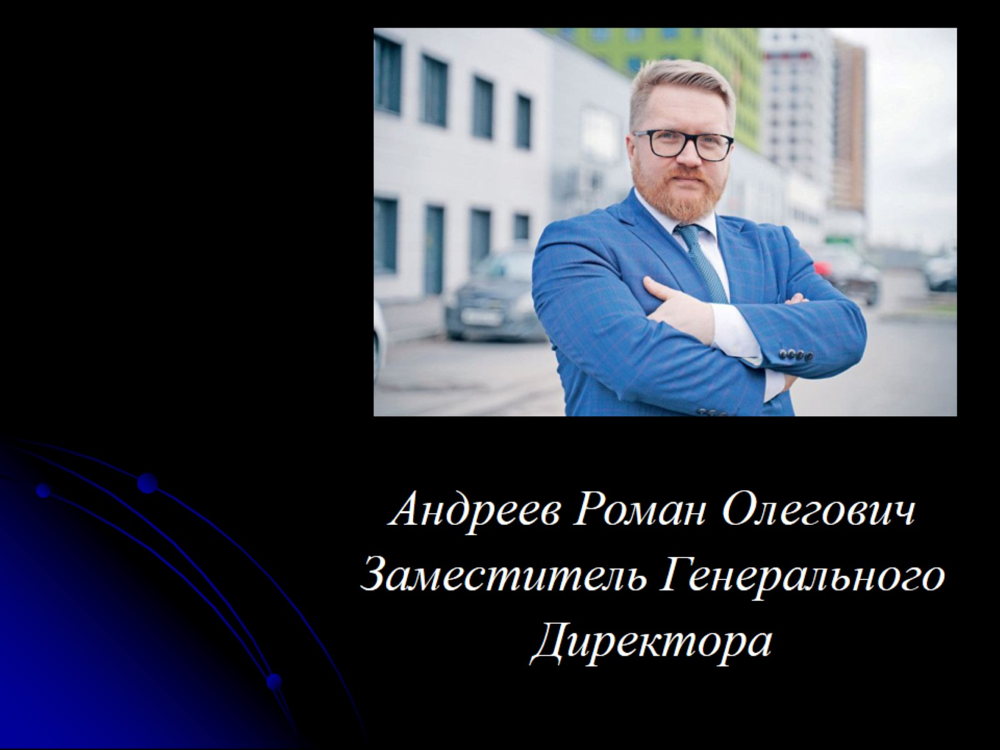 Андреев Роман Олегович
Заместитель Генерального
Директора